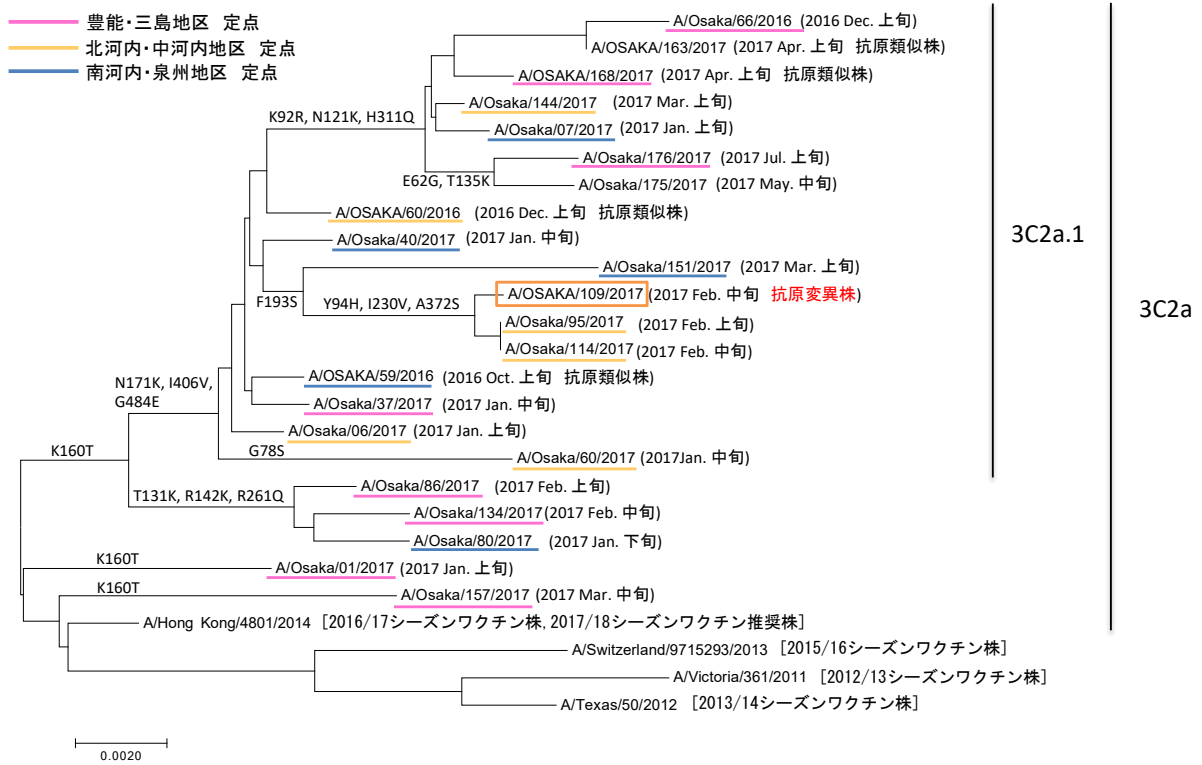 豊能・三島地区 定点
北河内・中河内地区 定点
南河内・泉州地区 定点
A/Osaka/66/2016 (2016 Dec. 上旬)
A/OSAKA/163/2017 (2017 Apr. 上旬 抗原類似株)
A/OSAKA/168/2017 (2017 Apr. 上旬 抗原類似株)
A/Osaka/144/2017 (2017 Mar. 上旬)
K92R, N121K, H311Q
A/Osaka/07/2017 (2017 Jan. 上旬)
A/Osaka/176/2017 (2017 Jul. 上旬)
E62G, T135K
A/Osaka/175/2017 (2017 May. 中旬)
A/OSAKA/60/2016 (2016 Dec. 上旬 抗原類似株)
3C2a.1
A/Osaka/40/2017 (2017 Jan. 中旬)
A/Osaka/151/2017 (2017 Mar. 上旬)
F193S
Y94H, I230V, A372S
A/OSAKA/109/2017 (2017 Feb. 中旬 抗原変異株)
3C2a
A/Osaka/95/2017 (2017 Feb. 上旬)
A/Osaka/114/2017 (2017 Feb. 中旬)
A/OSAKA/59/2016 (2016 Oct. 上旬 抗原類似株)
N171K, I406V,
G484E
A/Osaka/37/2017 (2017 Jan. 中旬)
A/Osaka/06/2017 (2017 Jan. 上旬)
K160T
G78S
A/Osaka/60/2017 (2017Jan. 中旬)
A/Osaka/86/2017 (2017 Feb. 上旬)
T131K, R142K, R261Q
A/Osaka/134/2017 (2017 Feb. 中旬)
A/Osaka/80/2017 (2017 Jan. 下旬)
K160T
A/Osaka/01/2017 (2017 Jan. 上旬)
K160T
A/Osaka/157/2017 (2017 Mar. 中旬)
A/Hong Kong/4801/2014 [2016/17シーズンワクチン株, 2017/18シーズンワクチン推奨株]
A/Switzerland/9715293/2013 [2015/16シーズンワクチン株]
A/Victoria/361/2011 [2012/13シーズンワクチン株]
A/Texas/50/2012 [2013/14シーズンワクチン株]
0.0020